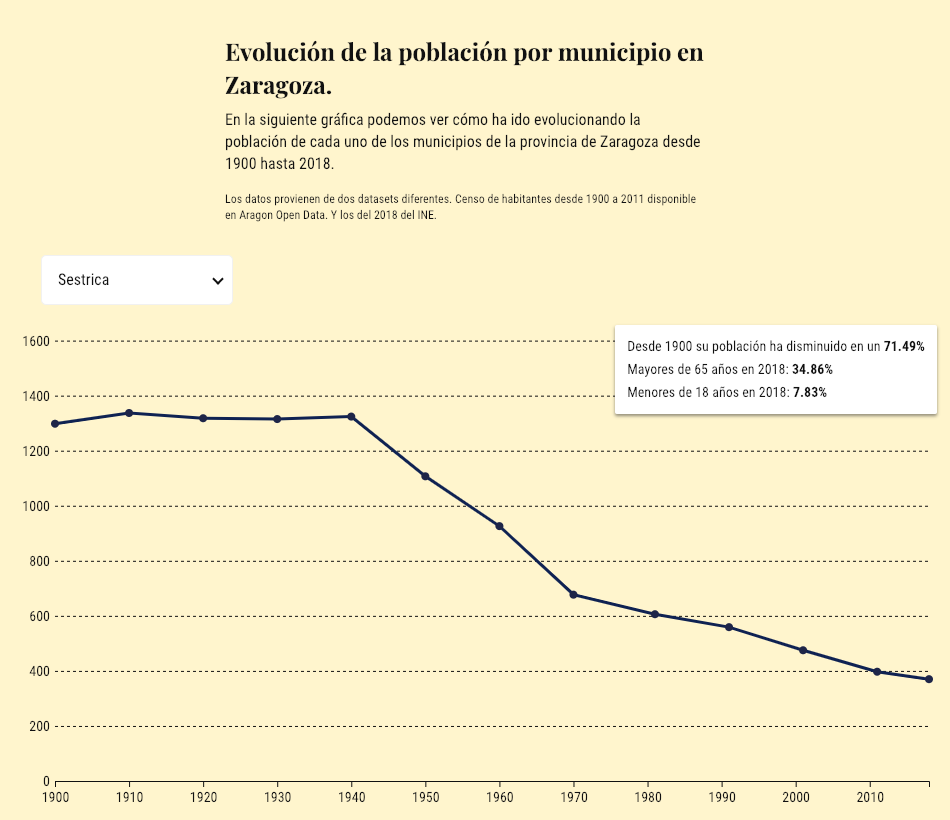 Evolución de la población por municipio en
Zaragoza.
En la siguiente gráfica podemos ver cómo ha ido evolucionando la
población de cada uno de los municipios de la provincia de Zaragoza desde
1900 hasta 2018.
Los datos provienen de dos datasets diferentes. Censo de habitantes desde 1900 a 2011 disponible
en Aragon Open Data. Y los del 2018 del INE.
Sestrica
Desde 1900 su población ha disminuido en un 71.49%
Mayores de 65 años en 2018: 34.86%
Menores de 18 años en 2018: 7.83%
1600
1400
1200
1000
800
600
400
200
0
1900 1910 1920 1930 1940 1950 1960 1970 1980 1990 2000 2010